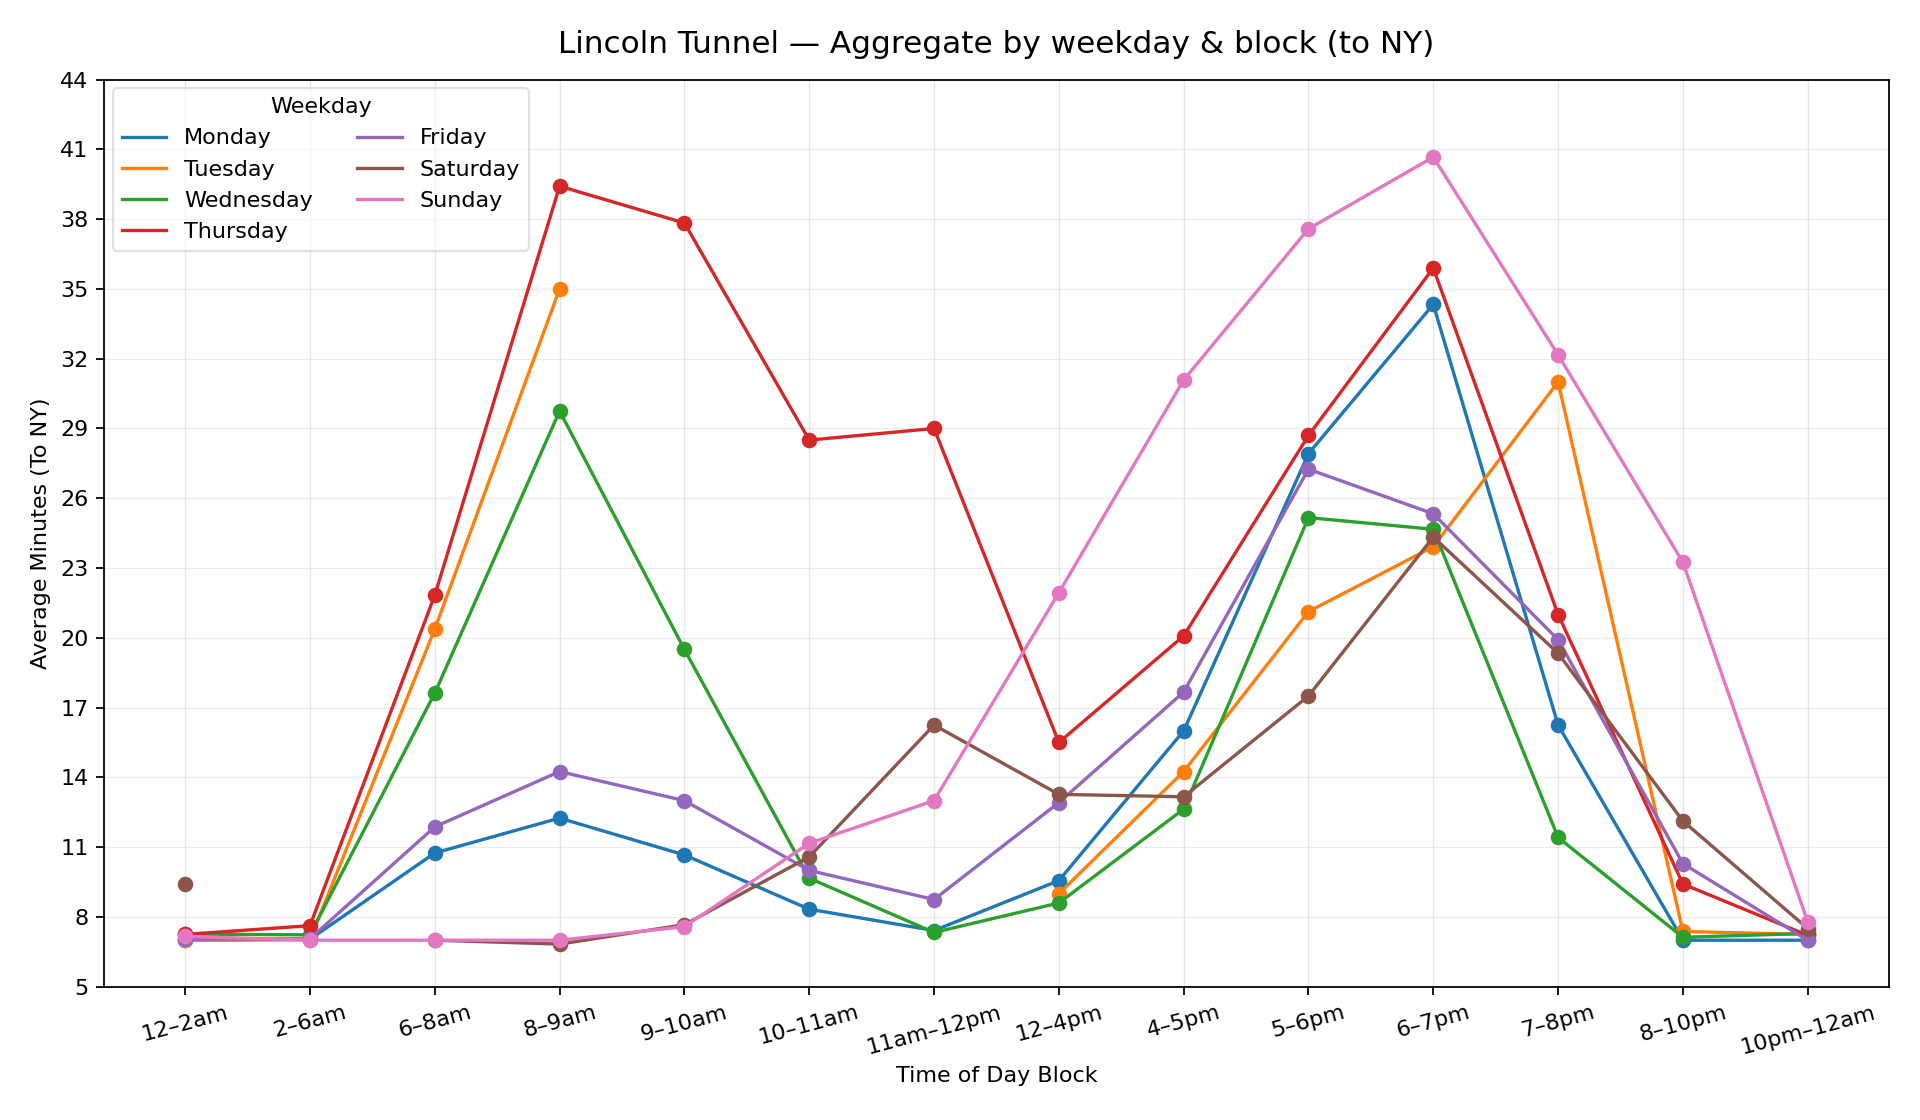 Lincoln Tunnel — Aggregate by weekday & block (to NY)
Weekday
Monday
Tuesday
Wednesday
Thursday
Friday
Saturday
Sunday
Average Minutes (To NY)
44
41
38
35
32
29
26
23
20
17
14
11
8
5
12–2am
2–6am
6–8am
8–9am
9–10am
10–11am
11am–12pm
12–4pm
4–5pm
5–6pm
6–7pm
7–8pm
8–10pm
10pm–12am
Time of Day Block